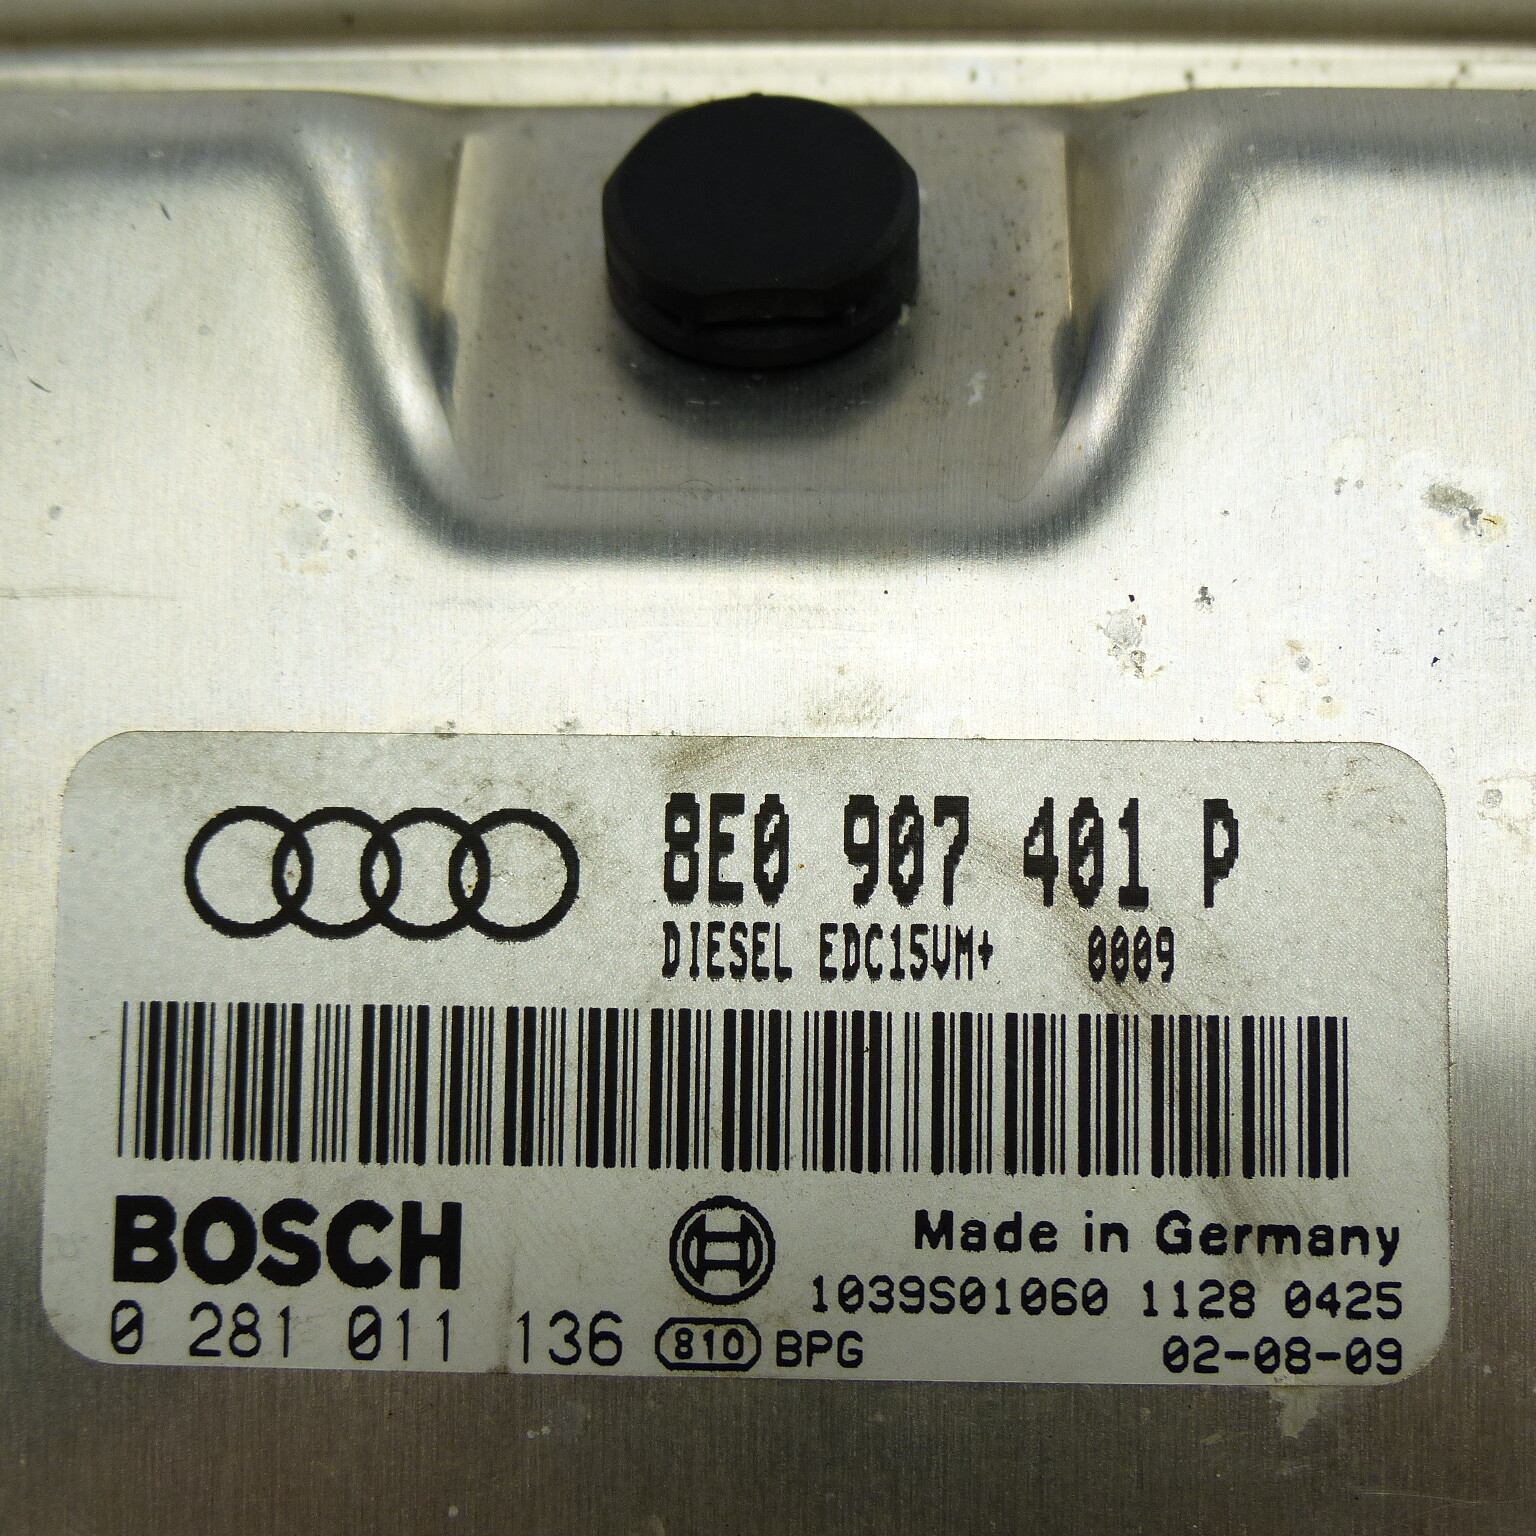 8E0 907 401 P
DIESEL EDC15VM+ 0009
BOSCH
Made in Germany
1039S01060 1128 0425
0 281 011 136 810 BPG
02-08-09